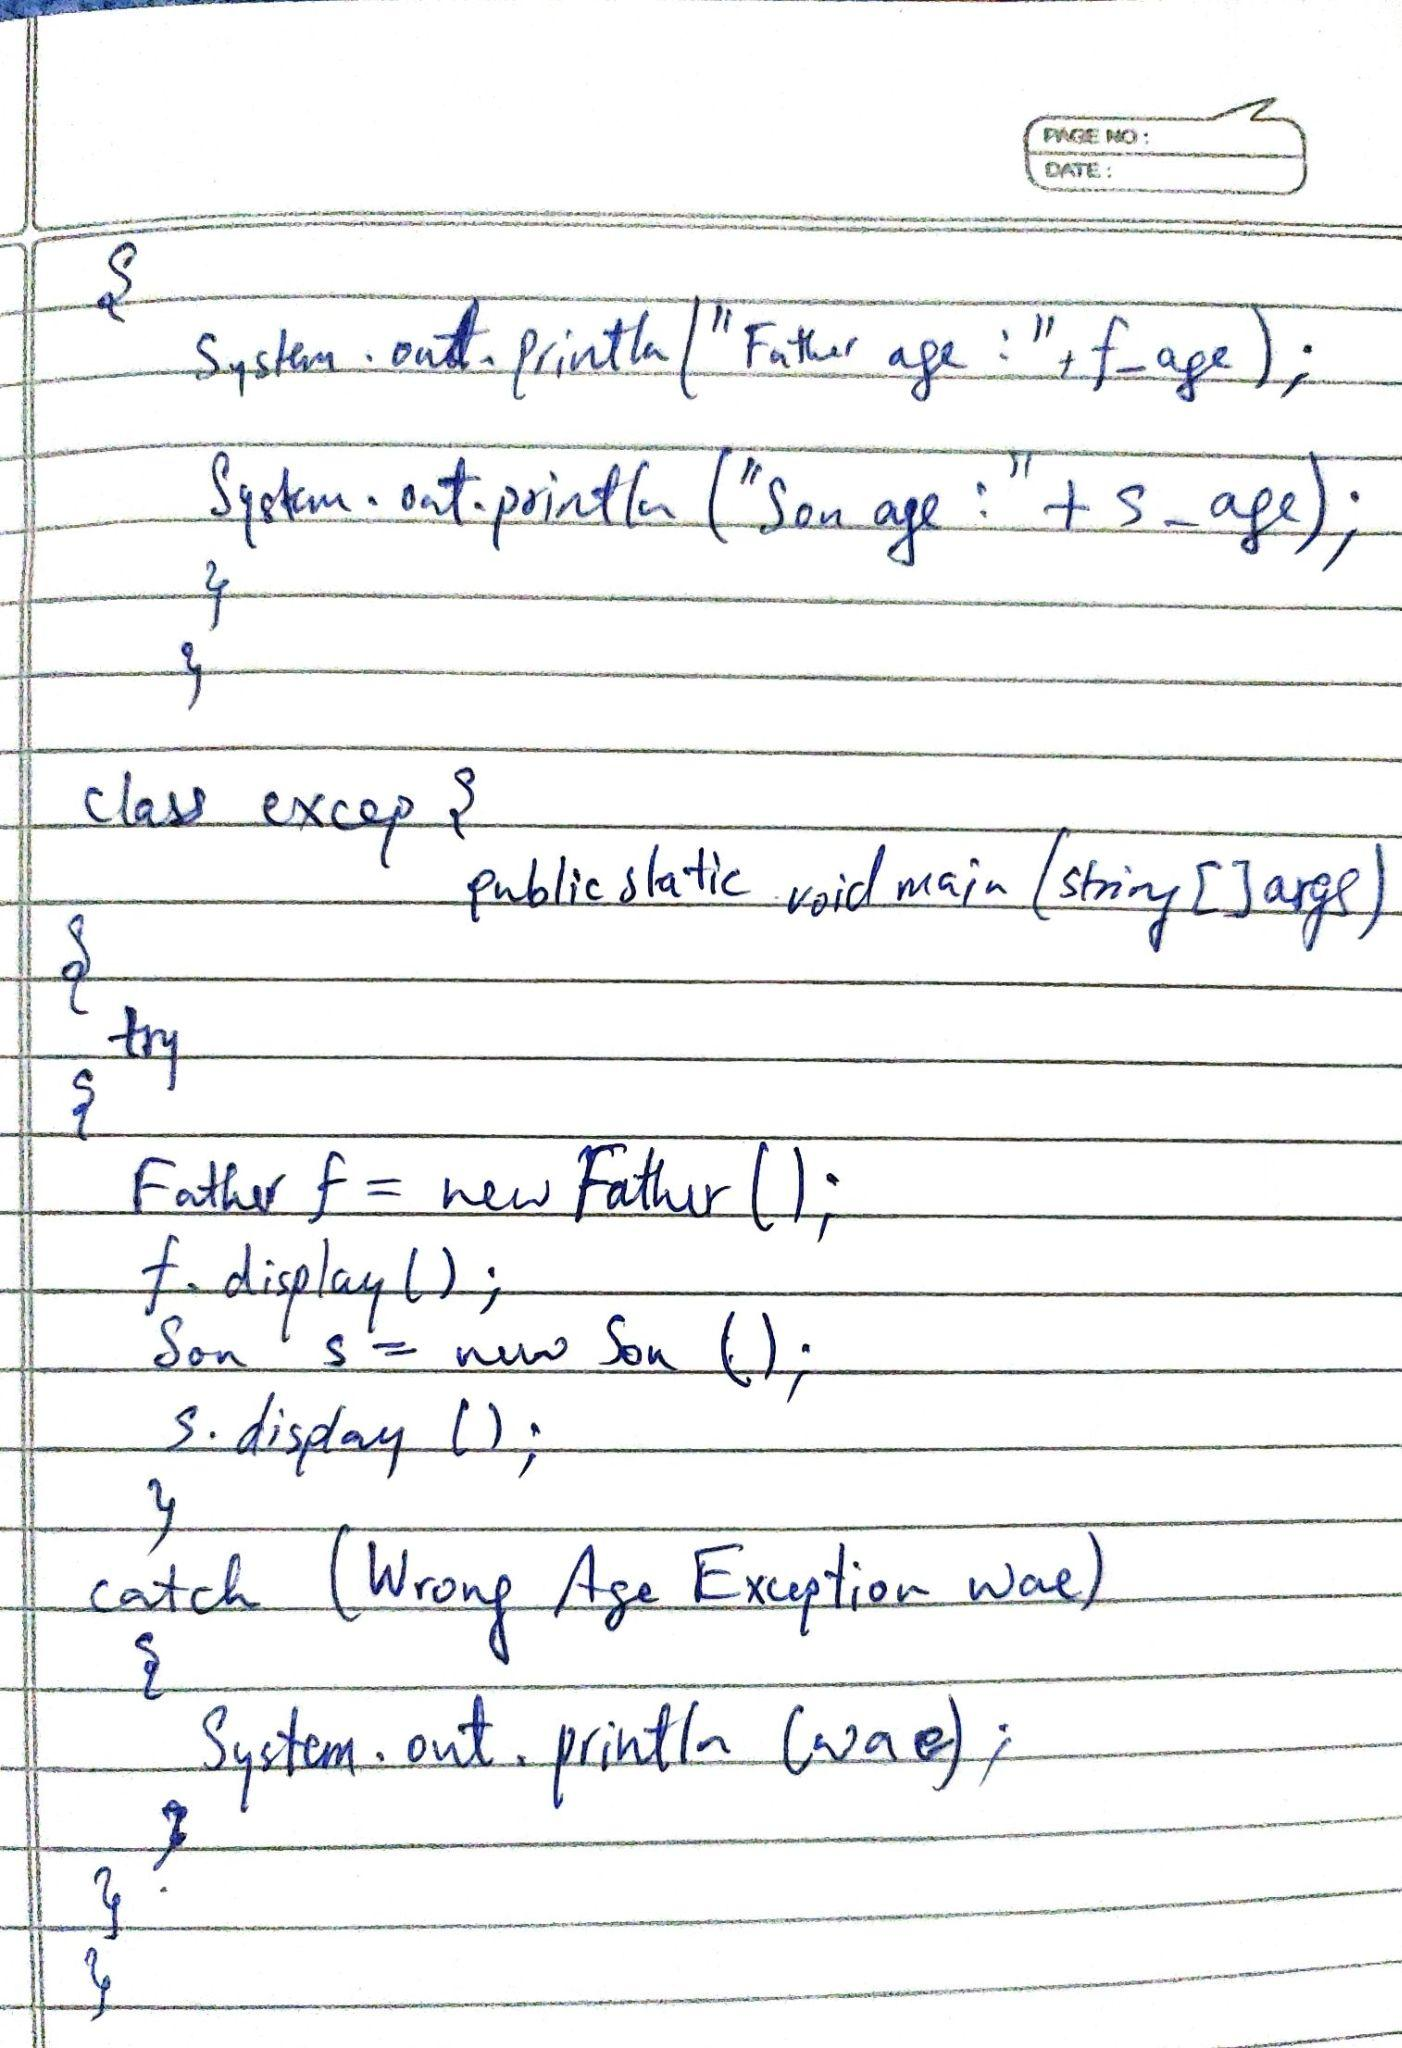 PAGE NO:
DATE:
{
System.out.println("Father age :"+f_age);
System.out.println("Son age :"+s_age);
}
}
class excep {
public static void main (string[] args)
{
try
{
Father f = new Father();
f.display();
Son s = new Son ();
s.display ();
}
catch (Wrong Age Exception wae)
{
System.out.println (wae);
}
}
}